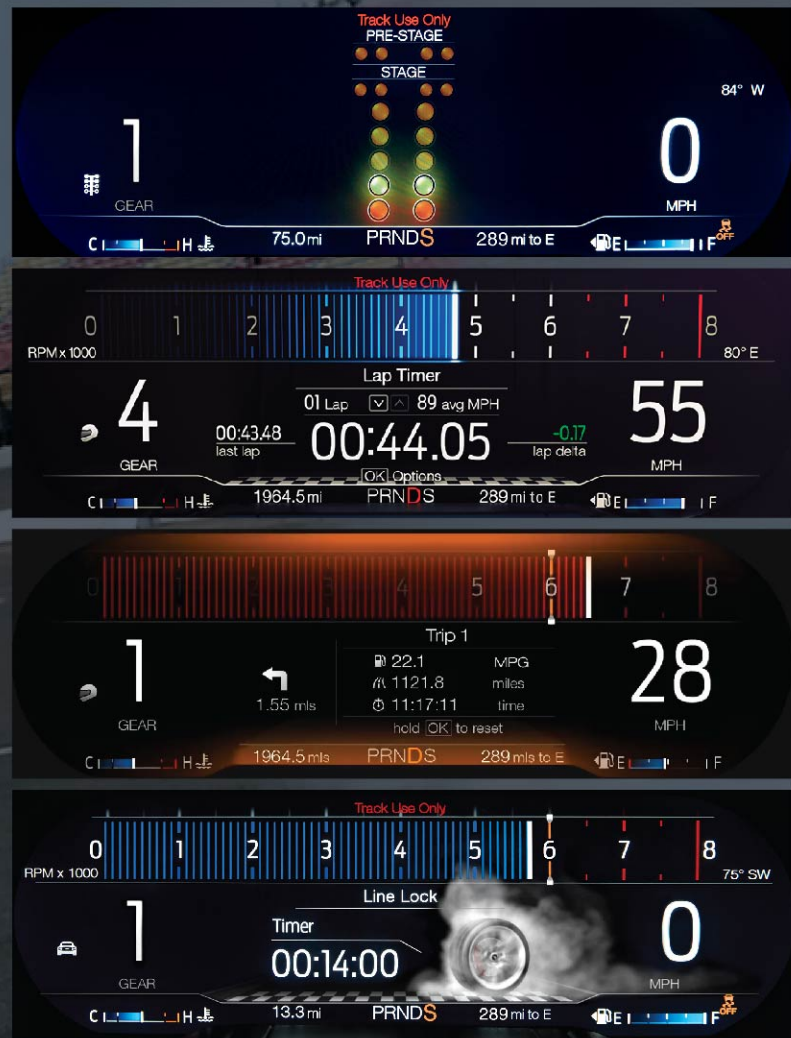 Track Use Only
PRE-STAGE
STAGE
84° W
1 0
GEAR MPH
C H 75.0 mi PRNDS 289 mi to E E F OFF
Track Use Only
0 1 2 3 4 5 6 7 8
RPM x 1000 80° E
Lap Timer
01 Lap 89 avg MPH
4 00:43.48 00:44.05 -0.17 55
last lap lap delta
GEAR MPH
OK Options
C H 1964.5 mi PRNDS 289 mi to E E F
0 1 2 3 4 5 6 7 8
Trip 1
1 22.1 MPG 28
1121.8 miles
1.55 mls 11:17:11 time
GEAR hold OK to reset MPH
C H 1964.5 mls PRNDS 289 mls to E E F
Track Use Only
0 1 2 3 4 5 6 7 8
RPM x 1000 75° SW
Line Lock
1 Timer 0
00:14:00
GEAR MPH
C H 13.3 mi PRNDS 289 mi to E E F OFF